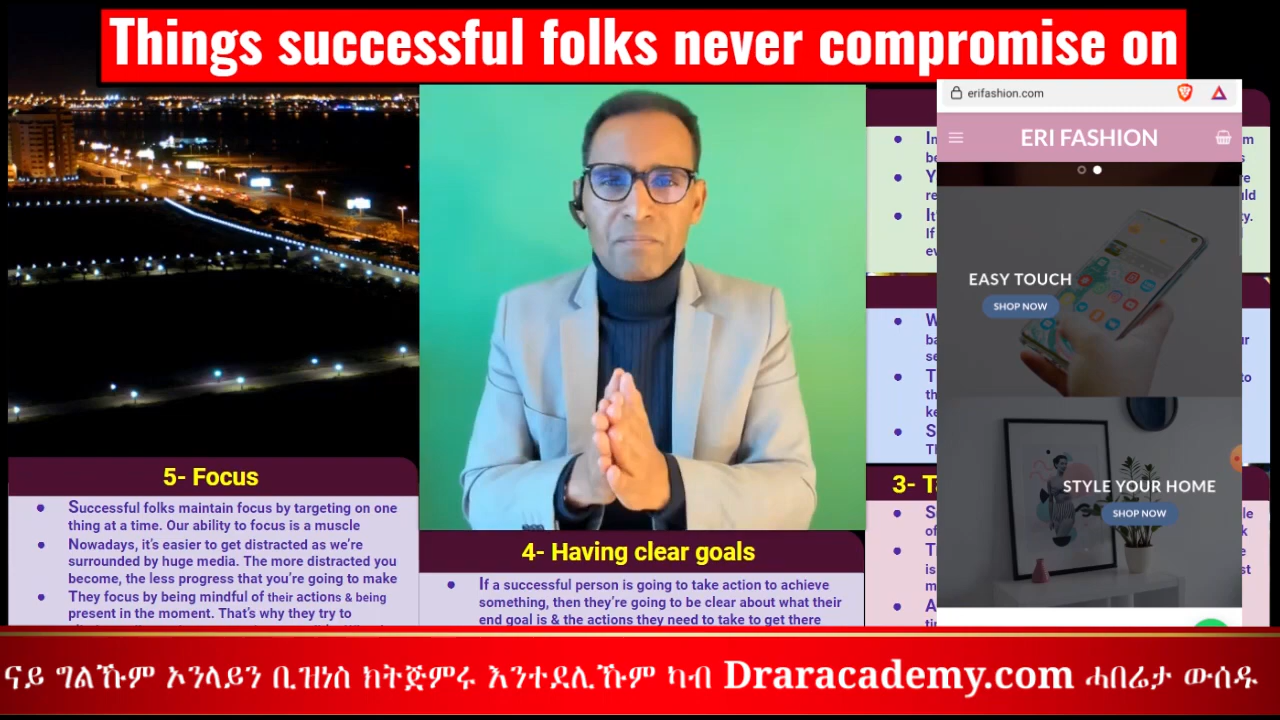 Things successful folks never compromise on
5- Focus
Successful folks maintain focus by targeting on one
thing at a time. Our ability to focus is a muscle
Nowadays, it's easier to get distracted as we're
surrounded by huge media. The more distracted you
become, the less progress that you're going to make
They focus by being mindful of their actions & being
present in the moment. That's why they try to
4- Having clear goals
If a successful person is going to take action to achieve
something, then they're going to be clear about what their
end goal is & the actions they need to take to get there
3-
If
erifashion.com
ERI FASHION
EASY TOUCH
SHOP NOW
STYLE YOUR HOME
SHOP NOW
ናይ ግልኹም ኦንላይን ቢዝነስ ክትጅምሩ እንተደሊኹም ካብ Draracademy.com ሓበሬታ ውሰዱ